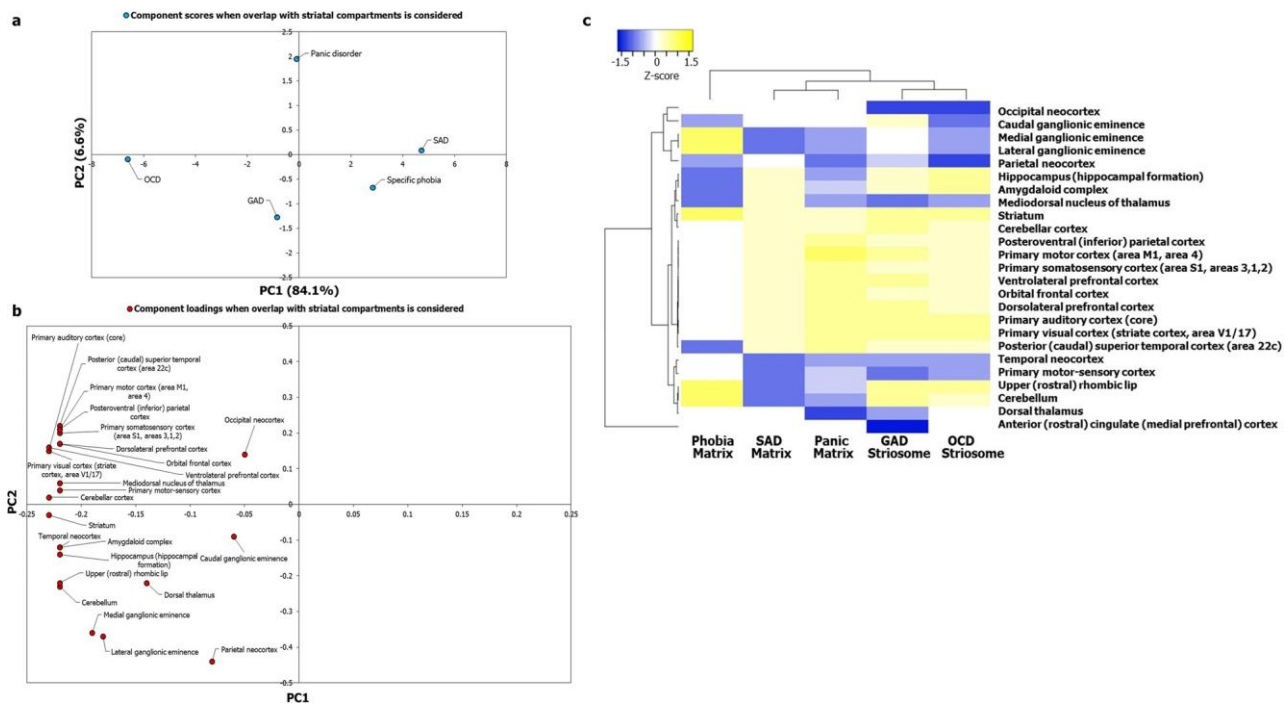 a
Component scores when overlap with striatal compartments is considered
2.5
Panic disorder
2
1.5
1
0.5
SAD
0
-8
-6
-4
-2
0
2
4
6
8
OCD
-0.5
Specific phobia
GAD
-1
-1.5
-2
-2.5
PC2 (6.6%)
PC1 (84.1%)
b
Component loadings when overlap with striatal compartments is considered
Primary auditory cortex (core)
0.5
Posterior (caudal) superior temporal
cortex (area 22c)
0.4
Primary motor cortex (area M1,
area 4)
0.3
Posteroventral (inferior) parietal
cortex
Occipital neocortex
Primary somatosensory cortex
(area S1, areas 3,1,2)
0.2
Dorsolateral prefrontal cortex
Orbital frontal cortex
Primary visual cortex (striate
cortex, area V1/17)
Ventrolateral prefrontal cortex
0.1
Mediodorsal nucleus of thalamus
Primary motor-sensory cortex
Cerebellar cortex
0
-0.25
-0.2
-0.15
-0.1
-0.05
0
0.05
0.1
0.15
0.2
0.25
Striatum
Temporal neocortex
Amygdaloid complex
-0.1
Hippocampus (hippocampal
formation)
Caudal ganglionic eminence
Upper (rostral) rhombic lip
-0.2
Dorsal thalamus
Cerebellum
-0.3
Medial ganglionic eminence
Lateral ganglionic eminence
Parietal neocortex
-0.4
-0.5
PC2
PC1
c
-1.5
0
1.5
Z-score
Occipital neocortex
Caudal ganglionic eminence
Medial ganglionic eminence
Lateral ganglionic eminence
Parietal neocortex
Hippocampus (hippocampal formation)
Amygdaloid complex
Mediodorsal nucleus of thalamus
Striatum
Cerebellar cortex
Posteroventral (inferior) parietal cortex
Primary motor cortex (area M1, area 4)
Primary somatosensory cortex (area S1, areas 3,1,2)
Ventrolateral prefrontal cortex
Orbital frontal cortex
Dorsolateral prefrontal cortex
Primary auditory cortex (core)
Primary visual cortex (striate cortex, area V1/17)
Posterior (caudal) superior temporal cortex (area 22c)
Temporal neocortex
Primary motor-sensory cortex
Upper (rostral) rhombic lip
Cerebellum
Dorsal thalamus
Anterior (rostral) cingulate (medial prefrontal) cortex
Phobia SAD Panic GAD OCD
Matrix Matrix Matrix Striosome Striosome